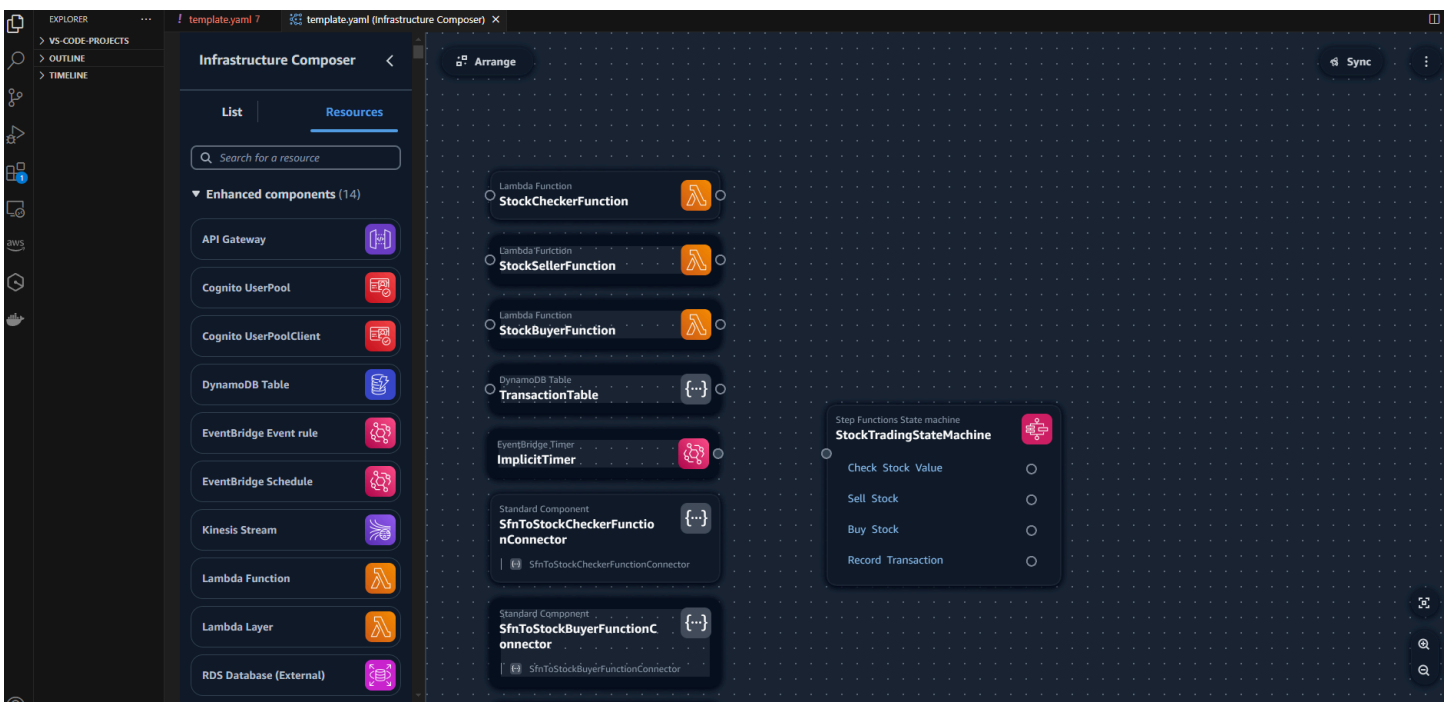 EXPLORER ···
template.yaml 7
template.yaml (Infrastructure Composer)
VS-CODE-PROJECTS
OUTLINE
TIMELINE
1
aws
Infrastructure Composer
List
Resources
Search for a resource
Enhanced components (14)
API Gateway
Cognito UserPool
Cognito UserPoolClient
DynamoDB Table
EventBridge Event rule
EventBridge Schedule
Kinesis Stream
Lambda Function
Lambda Layer
RDS Database (External)
Arrange
Sync
Lambda Function
StockCheckerFunction
Lambda Function
StockSellerFunction
Lambda Function
StockBuyerFunction
DynamoDB Table
TransactionTable
{···}
EventBridge Timer
ImplicitTimer
Standard Component
SfnToStockCheckerFunctio
nConnector
{···}
SfnToStockCheckerFunctionConnector
Standard Component
SfnToStockBuyerFunctionC
onnector
{···}
SfnToStockBuyerFunctionConnector
Step Functions State machine
StockTradingStateMachine
Check Stock Value
Sell Stock
Buy Stock
Record Transaction